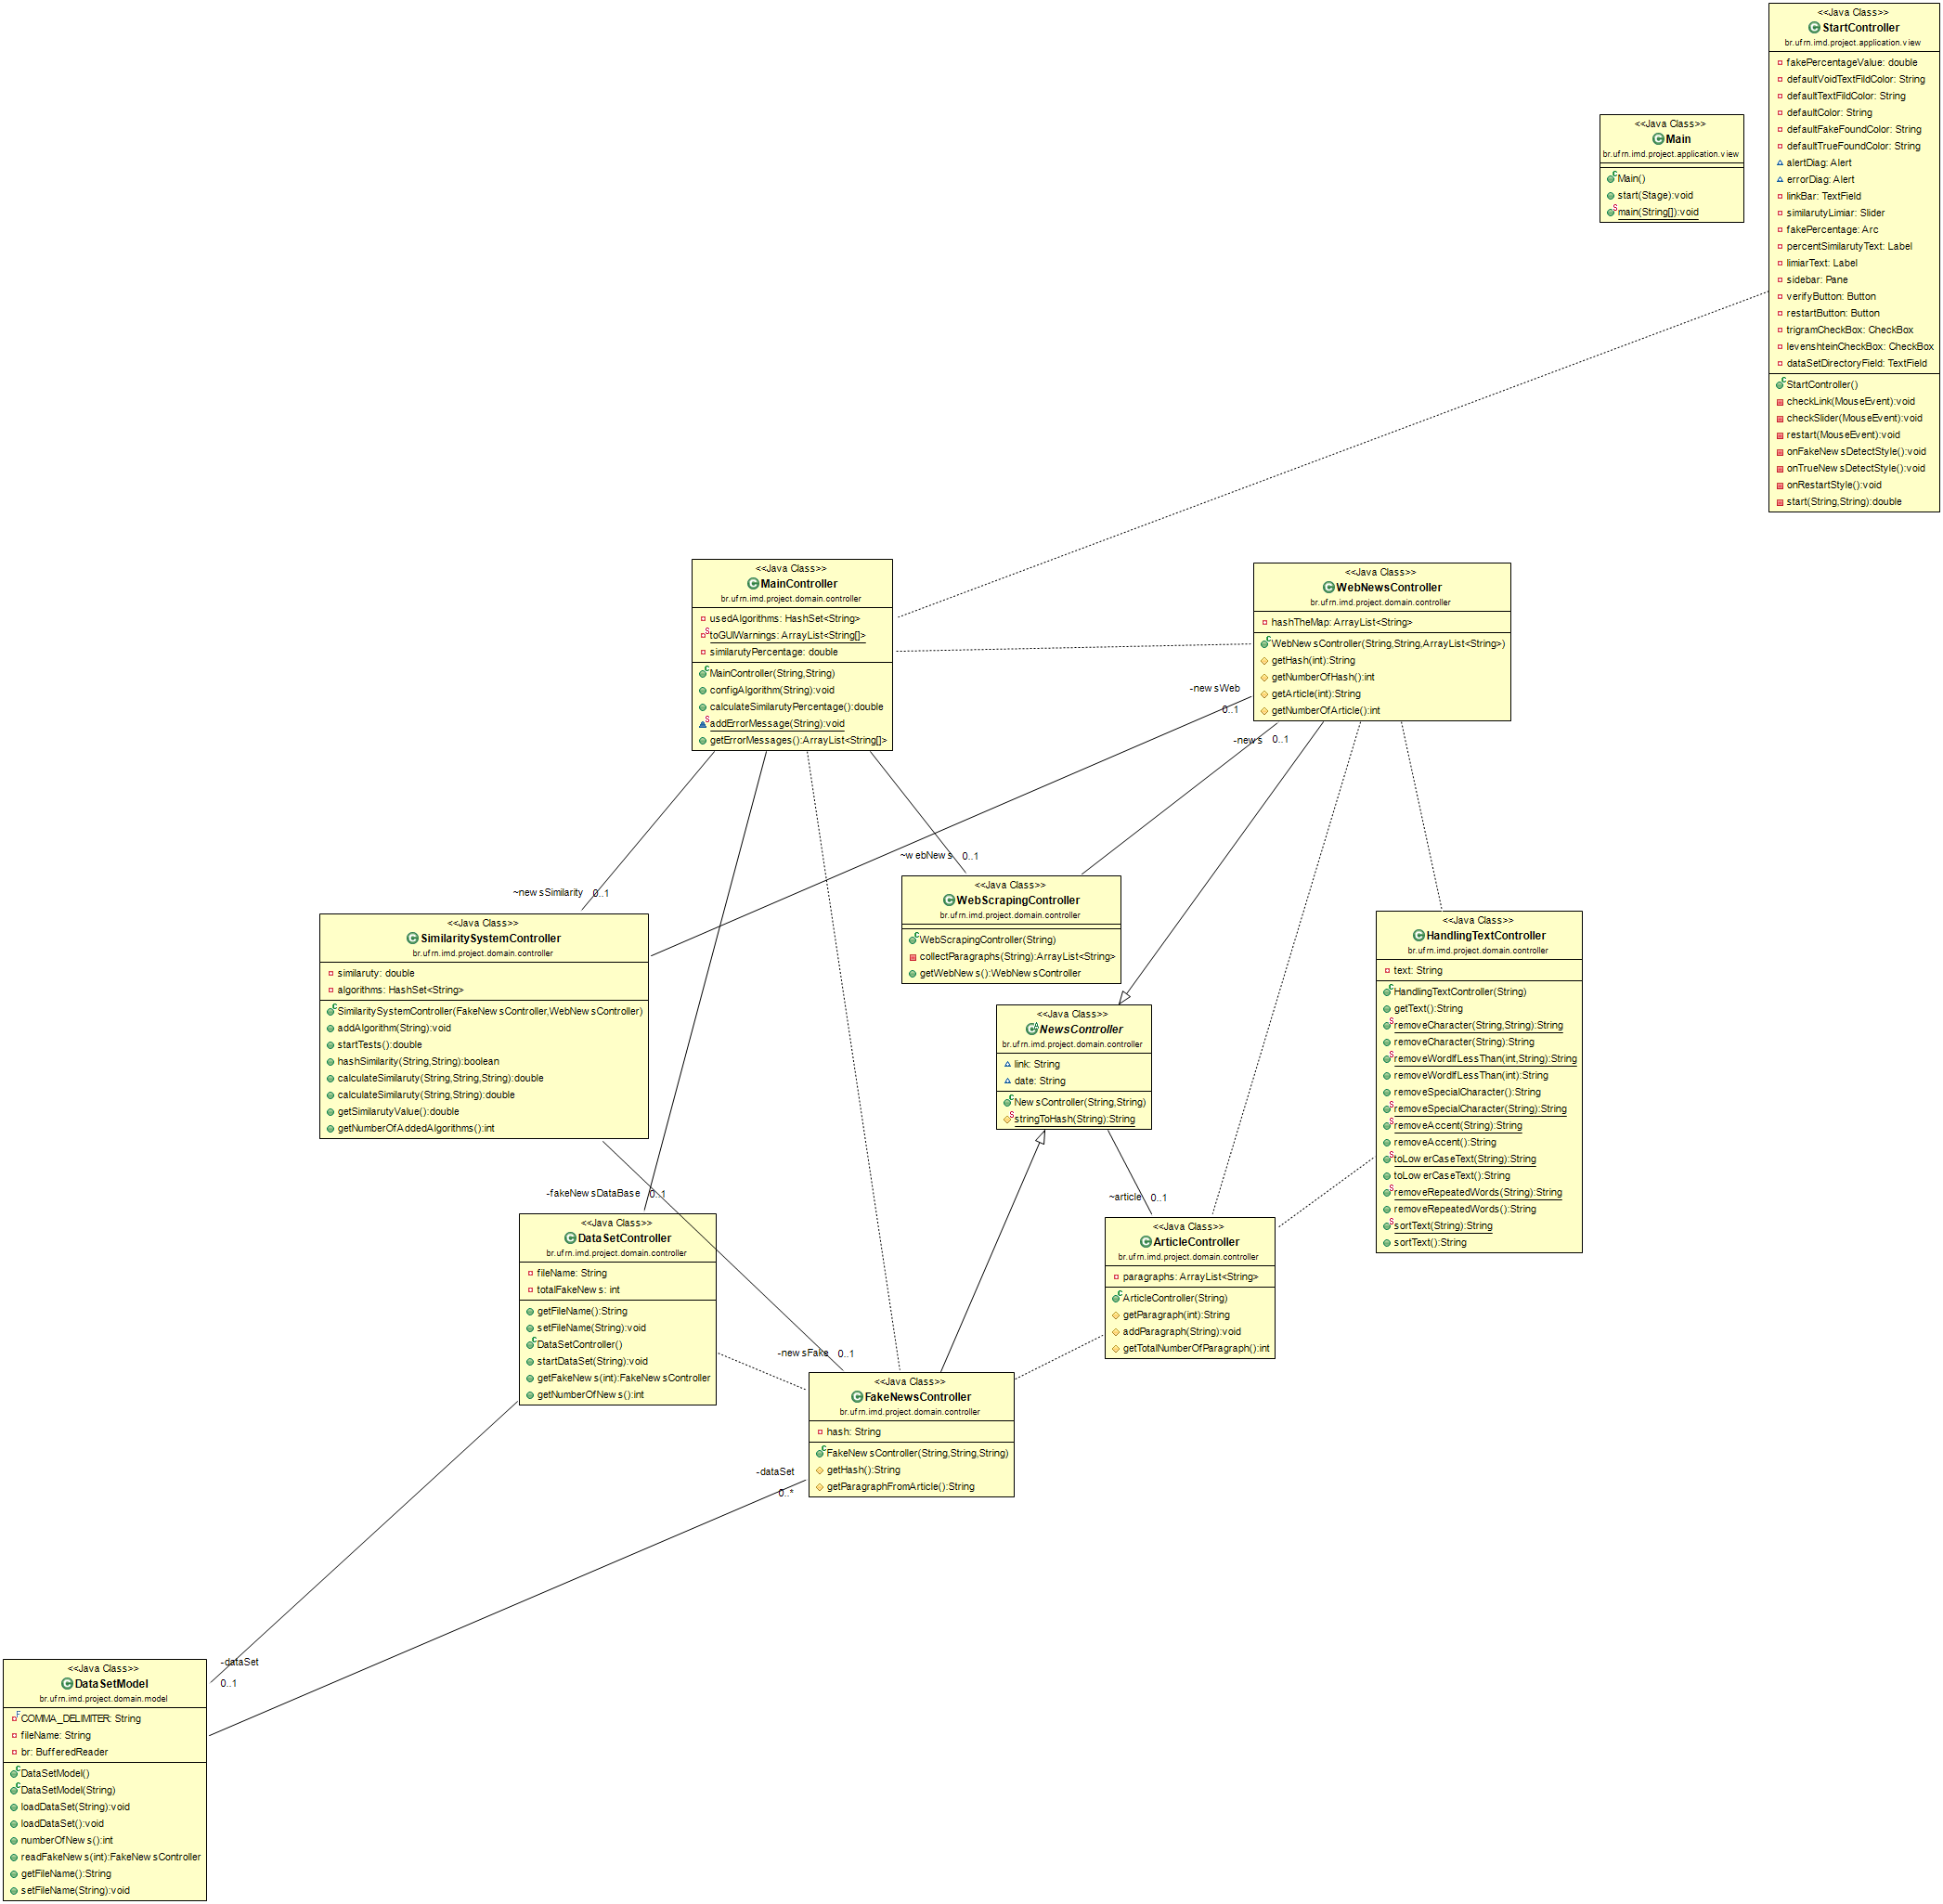 <<Java Class>>
StartController
br.ufrn.imd.project.application.view
fakePercentageValue: double
defaultVoidTextFildColor: String
defaultTextFildColor: String
defaultColor: String
defaultFakeFoundColor: String
defaultTrueFoundColor: String
alertDiag: Alert
errorDiag: Alert
linkBar: TextField
similarutyLimiar: Slider
fakePercentage: Arc
percentSimilarutyText: Label
limiarText: Label
sidebar: Pane
verifyButton: Button
restartButton: Button
trigramCheckBox: CheckBox
levenshteinCheckBox: CheckBox
dataSetDirectoryField: TextField
StartController()
checkLink(MouseEvent):void
checkSlider(MouseEvent):void
restart(MouseEvent):void
onFakeNewsDetectStyle():void
onTrueNewsDetectStyle():void
onRestartStyle():void
start(String,String):double
<<Java Class>>
Main
br.ufrn.imd.project.application.view
Main()
start(Stage):void
main(String[]):void
<<Java Class>>
MainController
br.ufrn.imd.project.domain.controller
usedAlgorithms: HashSet<String>
toGUIWarnings: ArrayList<String[]>
similarutyPercentage: double
MainController(String,String)
configAlgorithm(String):void
calculateSimilarutyPercentage():double
addErrorMessage(String):void
getErrorMessages():ArrayList<String[]>
<<Java Class>>
WebNewsController
br.ufrn.imd.project.domain.controller
hashTheMap: ArrayList<String>
WebNewsController(String,String,ArrayList<String>)
getHash(int):String
getNumberOfHash():int
getArticle(int):String
getNumberOfArticle():int
-newsWeb
0..1
-news 0..1
~webNews 0..1
~newsSimilarity 0..1
<<Java Class>>
WebScrapingController
br.ufrn.imd.project.domain.controller
WebScrapingController(String)
collectParagraphs(String):ArrayList<String>
getWebNews():WebNewsController
<<Java Class>>
SimilaritySystemController
br.ufrn.imd.project.domain.controller
similaruty: double
algorithms: HashSet<String>
SimilaritySystemController(FakeNewsController,WebNewsController)
addAlgorithm(String):void
startTests():double
hashSimilarity(String,String):boolean
calculateSimilaruty(String,String,String):double
calculateSimilaruty(String,String):double
getSimilarutyValue():double
getNumberOfAddedAlgorithms():int
<<Java Class>>
HandlingTextController
br.ufrn.imd.project.domain.controller
text: String
HandlingTextController(String)
getText():String
removeCharacter(String,String):String
removeCharacter(String):String
removeWordIfLessThan(int,String):String
removeWordIfLessThan(int):String
removeSpecialCharacter():String
removeSpecialCharacter(String):String
removeAccent(String):String
removeAccent():String
toLowerCaseText(String):String
toLowerCaseText():String
removeRepeatedWords(String):String
removeRepeatedWords():String
sortText(String):String
sortText():String
<<Java Class>>
NewsController
br.ufrn.imd.project.domain.controller
link: String
date: String
NewsController(String,String)
stringToHash(String):String
-fakeNewsDataBase 0..1
~article 0..1
<<Java Class>>
DataSetController
br.ufrn.imd.project.domain.controller
fileName: String
totalFakeNews: int
getFileName():String
setFileName(String):void
DataSetController()
startDataSet(String):void
getFakeNews(int):FakeNewsController
getNumberOfNews():int
<<Java Class>>
ArticleController
br.ufrn.imd.project.domain.controller
paragraphs: ArrayList<String>
ArticleController(String)
getParagraph(int):String
addParagraph(String):void
getTotalNumberOfParagraph():int
-newsFake 0..1
<<Java Class>>
FakeNewsController
br.ufrn.imd.project.domain.controller
hash: String
FakeNewsController(String,String,String)
getHash():String
getParagraphFromArticle():String
-dataSet
0..*
-dataSet
0..1
<<Java Class>>
DataSetModel
br.ufrn.imd.project.domain.model
COMMA_DELIMITER: String
fileName: String
br: BufferedReader
DataSetModel()
DataSetModel(String)
loadDataSet(String):void
loadDataSet():void
numberOfNews():int
readFakeNews(int):FakeNewsController
getFileName():String
setFileName(String):void